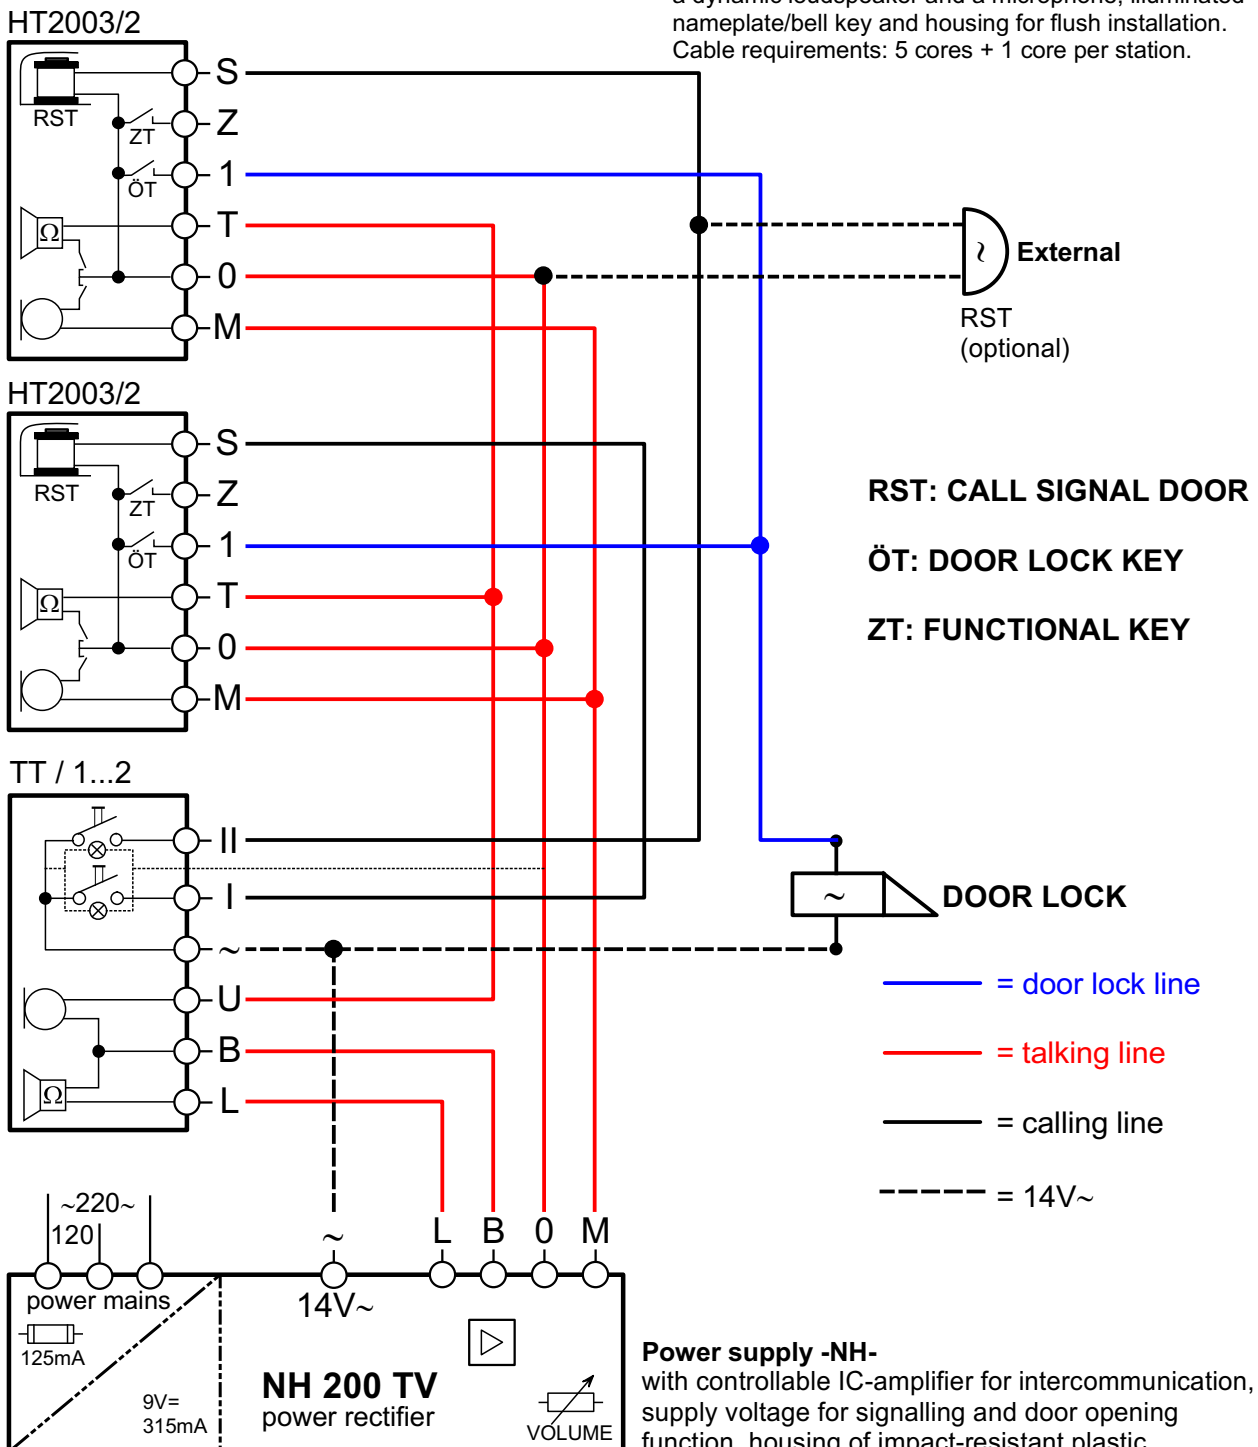 a dynamic loudspeaker and a microphone, illuminated
nameplate/bell key and housing for flush installation.
Cable requirements: 5 cores + 1 core per station.
HT2003/2
RST
ZT
ÖT
Ω
S
Z
1
T
0
M
~
External
RST
(optional)
HT2003/2
RST
ZT
ÖT
Ω
S
Z
1
T
0
M
RST: CALL SIGNAL DOOR
ÖT: DOOR LOCK KEY
ZT: FUNCTIONAL KEY
TT / 1...2
II
I
~
U
B
L
Ω
~
DOOR LOCK
= door lock line
= talking line
= calling line
= 14V~
~220~
120
~ L B 0 M
power mains
125mA
9V=
315mA
14V~
NH 200 TV
power rectifier
VOLUME
Power supply -NH-
with controllable IC-amplifier for intercommunication,
supply voltage for signalling and door opening
function, housing of impact-resistant plastic